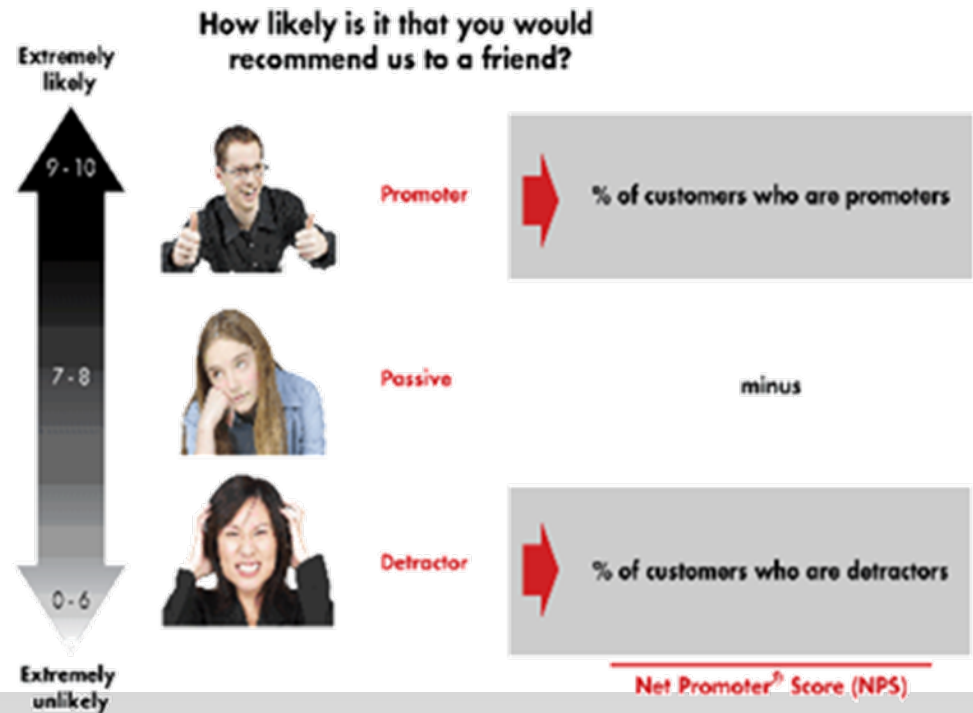 How likely is it that you would
recommend us to a friend?
Extremely
likely
9 - 10
Promoter
% of customers who are promoters
7 - 8
Passive
minus
Detractor
% of customers who are detractors
0 - 6
Extremely
unlikely
Net Promoter® Score (NPS)